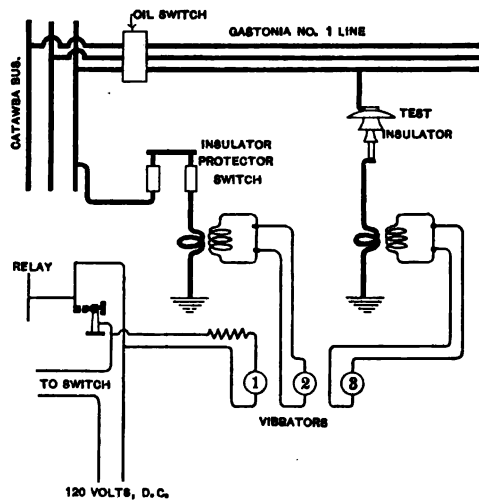 OIL SWITCH
GASTONIA NO. 1 LINE
CATAWBA BUS.
TEST
INSULATOR
INSULATOR
PROTECTOR
SWITCH
RELAY
1
2
3
TO SWITCH
VIBRATORS
120 VOLTS, D.C.